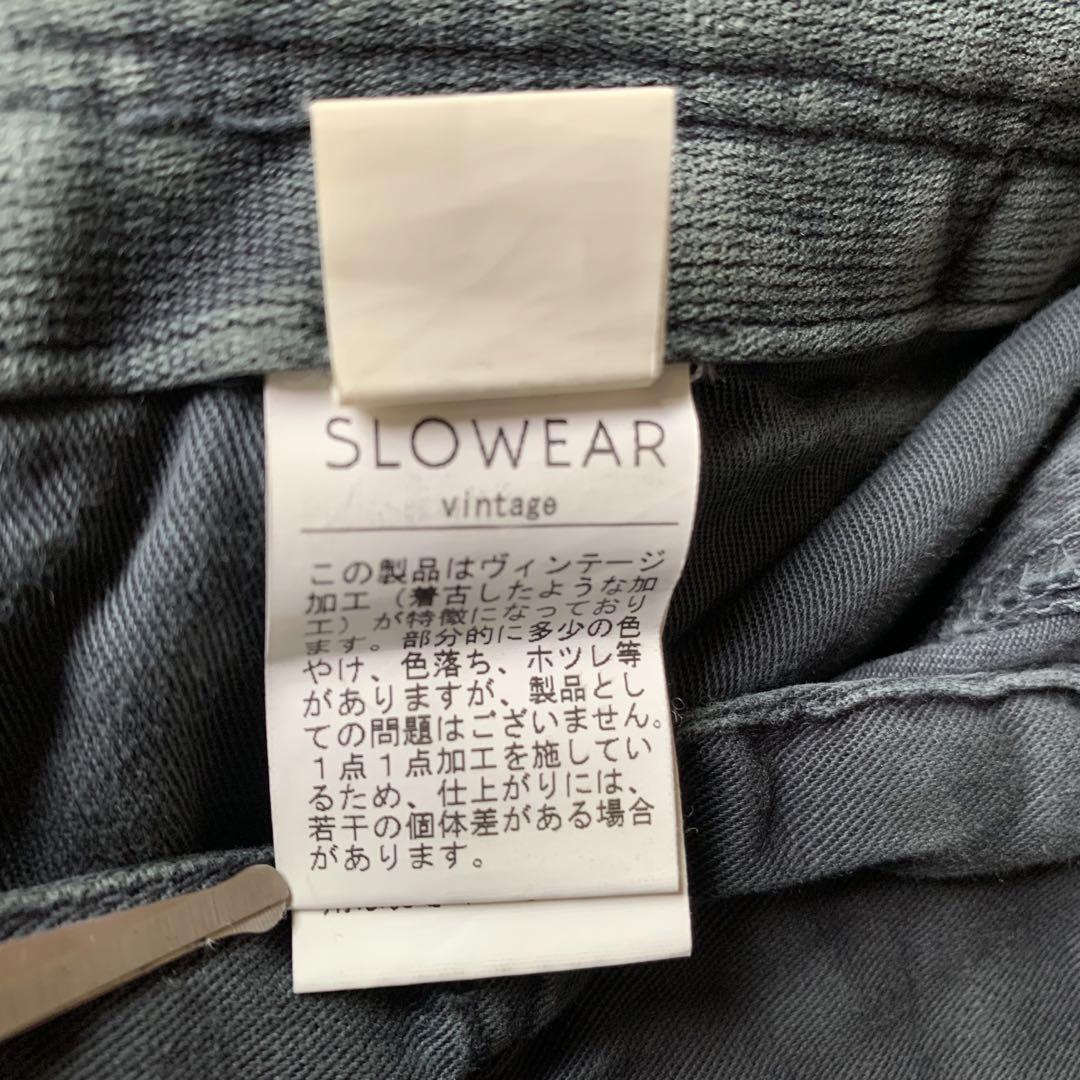 SLOWEAR
vintage
この製品はヴィンテージ
加工（着古したような加
工）が特徴になっており
ます。部分的に多少の色
やけ、色落ち、ホツレ等
がありますが、製品とし
ての問題はございません。
１点１点加工を施してい
るため、仕上がりには、
若干の個体差がある場合
があります。